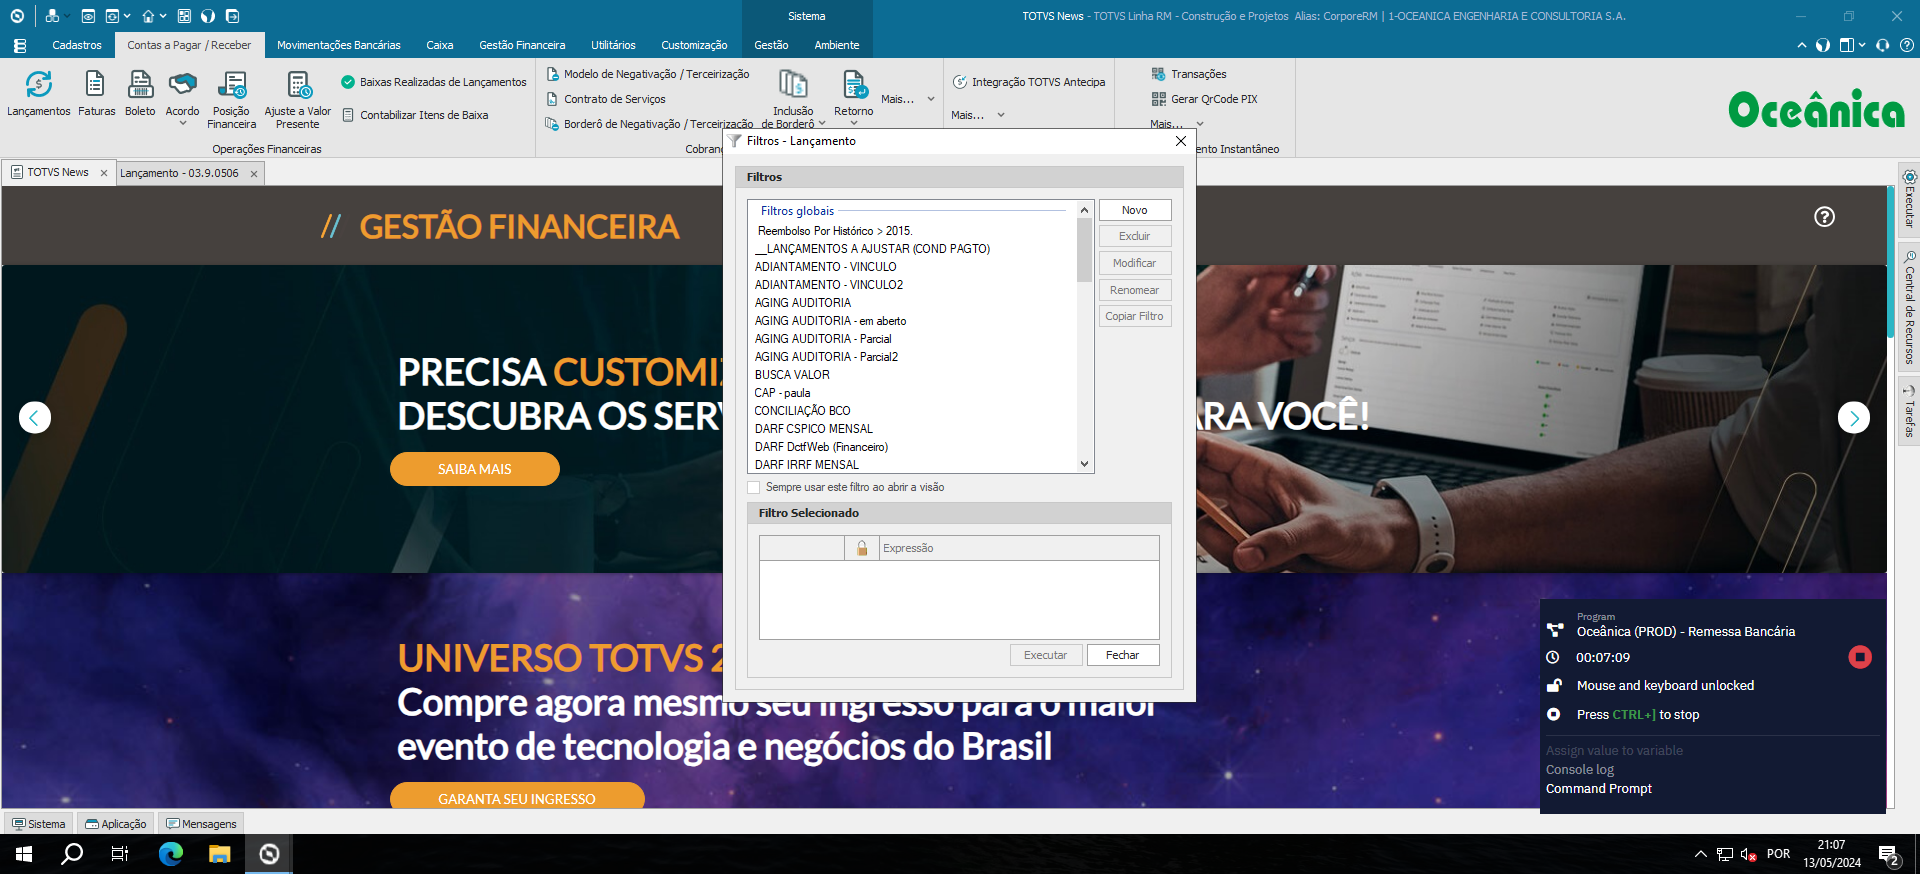 Sistema
TOTVS News - TOTVS Linha RM - Construção e Projetos Alias: CorporeRM | 1-OCEANICA ENGENHARIA E CONSULTORIA S.A.
Cadastros
Contas a Pagar / Receber
Movimentações Bancárias
Caixa
Gestão Financeira
Utilitários
Customização
Gestão
Ambiente
Lançamentos
Faturas
Boleto
Acordo
Posição
Financeira
Ajuste a Valor
Presente
Baixas Realizadas de Lançamentos
Contabilizar Itens de Baixa
Operações Financeiras
Modelo de Negativação / Terceirização
Contrato de Serviços
Borderô de Negativação / Terceirização
Inclusão
de Borderô
Retorno
Mais...
Cobran
Integração TOTVS Antecipa
Mais...
Transações
Gerar QrCode PIX
Mais...
ento Instantâneo
Oceânica
TOTVS News
Lançamento - 03.9.0506
// GESTÃO FINANCEIRA
PRECISA CUSTOMIZ
DESCUBRA OS SERV
ARA VOCÊ!
SAIBA MAIS
UNIVERSO TOTVS 2
Compre agora mesmo seu ingresso para o maior
evento de tecnologia e negócios do Brasil
GARANTA SEU INGRESSO
Filtros - Lançamento
Filtros
Filtros globais
Reembolso Por Histórico > 2015.
__LANÇAMENTOS A AJUSTAR (COND PAGTO)
ADIANTAMENTO - VINCULO
ADIANTAMENTO - VINCULO2
AGING AUDITORIA
AGING AUDITORIA - em aberto
AGING AUDITORIA - Parcial
AGING AUDITORIA - Parcial2
BUSCA VALOR
CAP - paula
CONCILIAÇÃO BCO
DARF CSPICO MENSAL
DARF DctfWeb (Financeiro)
DARF IRRF MENSAL
Novo
Excluir
Modificar
Renomear
Copiar Filtro
Sempre usar este filtro ao abrir a visão
Filtro Selecionado
Expressão
Executar
Fechar
Executar
Central de Recursos
Tarefas
Program
Oceânica (PROD) - Remessa Bancária
00:07:09
Mouse and keyboard unlocked
Press CTRL+] to stop
Assign value to variable
Console log
Command Prompt
Sistema
Aplicação
Mensagens
POR
21:07
13/05/2024
2